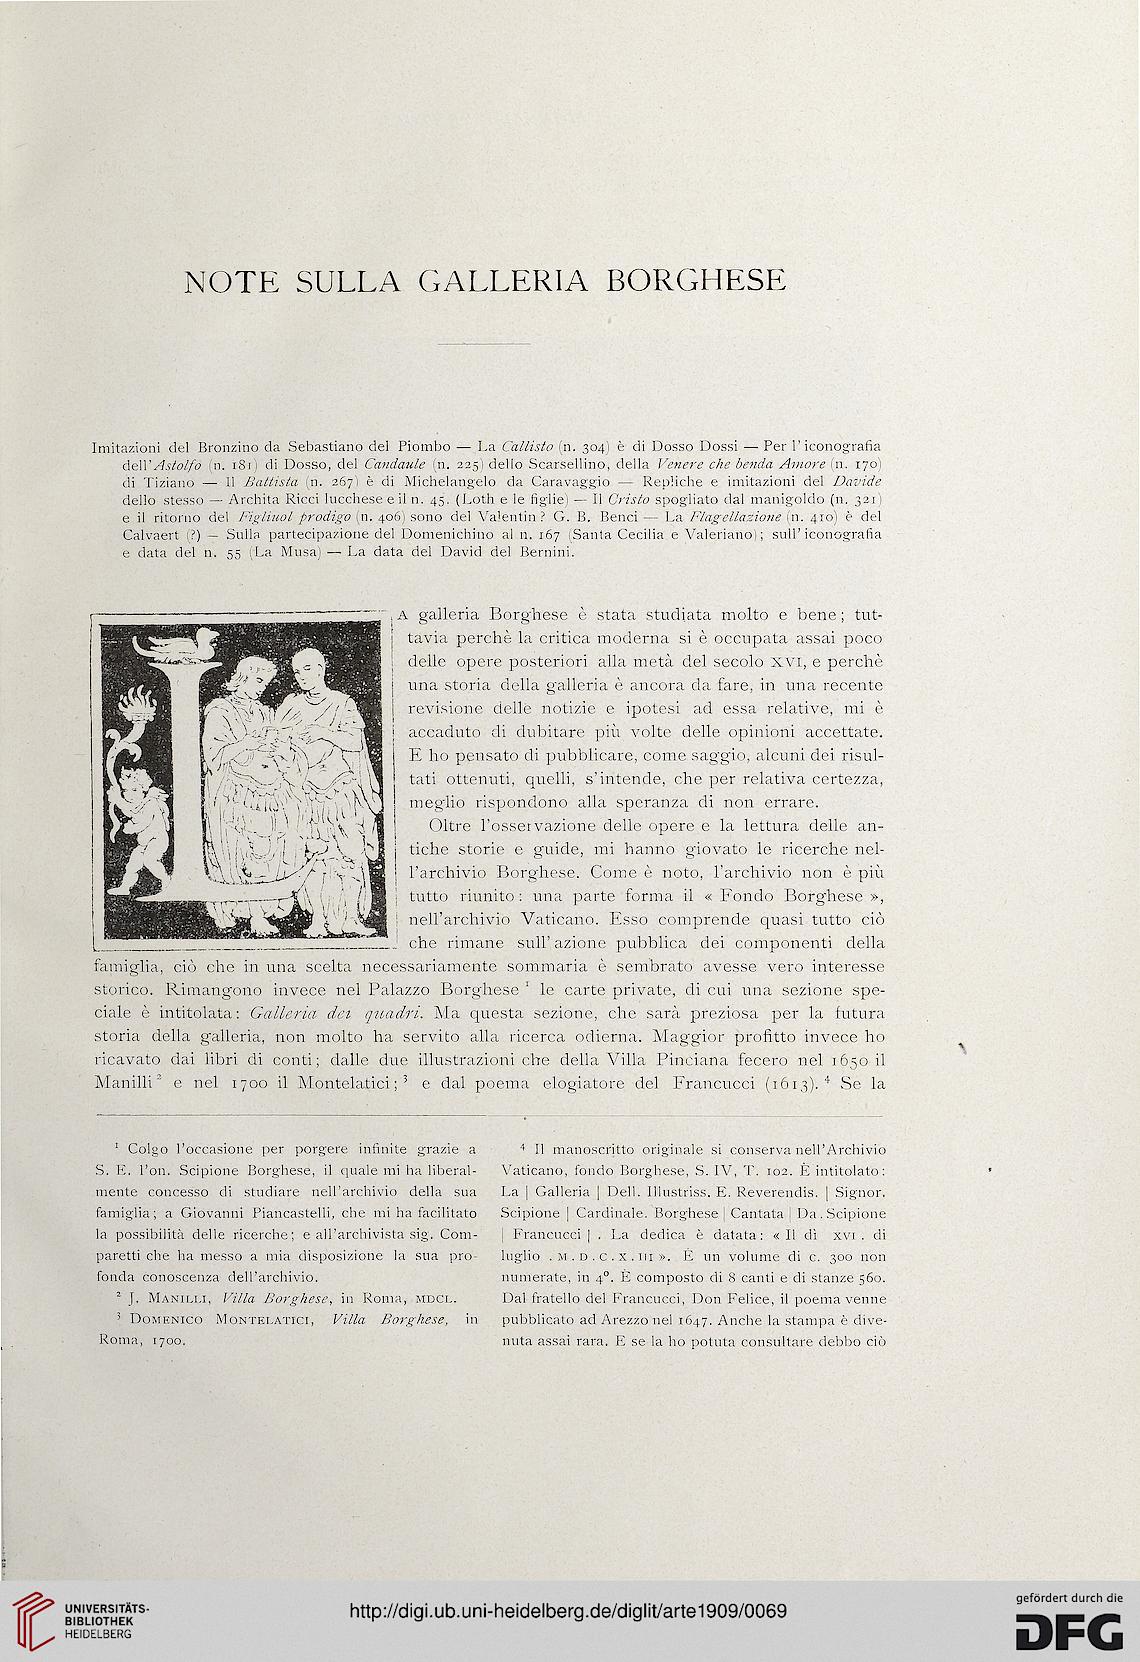 NOTE SULLA GALLERIA BORGHESE
Imitazioni del Bronzino da Sebastiano del Piombo — La Callisto (n. 304) è di Dosso Dossi — Per l'iconografia
dell'Astolfo (n. 181) di Dosso, del Candaule (n. 225) dello Scarsellino, della Venere che benda Amore (n. 170)
di Tiziano — Il Battista (n. 267) è di Michelangelo da Caravaggio — Repliche e imitazioni del Davide
dello stesso — Archita Ricci lucchese e il n. 45. (Loth e le figlie) — Il Cristo spogliato dal manigoldo (n. 321)
e il ritorno del Figliuol prodigo (n. 406) sono del Valentin? G. B. Benci — La Flagellazione (n. 410) è del
Calvaert (?) — Sulla partecipazione del Domenichino al n. 167 (Santa Cecilia e Valeriano); sull'iconografia
e data del n. 55 (La Musa) — La data del David del Bernini.
LA galleria Borghese è stata studiata molto e bene; tut-
tavia perchè la critica moderna si è occupata assai poco
delle opere posteriori alla metà del secolo XVI, e perchè
una storia della galleria è ancora da fare, in una recente
revisione delle notizie e ipotesi ad essa relative, mi è
accaduto di dubitare più volte delle opinioni accettate.
E ho pensato di pubblicare, come saggio, alcuni dei risul-
tati ottenuti, quelli, s'intende, che per relativa certezza,
meglio rispondono alla speranza di non errare.
Oltre l'osservazione delle opere e la lettura delle an-
tiche storie e guide, mi hanno giovato le ricerche nel-
l'archivio Borghese. Come è noto, l'archivio non è più
tutto riunito: una parte forma il « Fondo Borghese »,
nell'archivio Vaticano. Esso comprende quasi tutto ciò
che rimane sull'azione pubblica dei componenti della
famiglia, ciò che in una scelta necessariamente sommaria è sembrato avesse vero interesse
storico. Rimangono invece nel Palazzo Borghese ¹ le carte private, di cui una sezione spe-
ciale è intitolata: Galleria dei quadri. Ma questa sezione, che sarà preziosa per la futura
storia della galleria, non molto ha servito alla ricerca odierna. Maggior profitto invece ho
ricavato dai libri di conti; dalle due illustrazioni che della Villa Pinciana fecero nel 1650 il
Manilli ² e nel 1700 il Montelatici; ³ e dal poema elogiatore del Francucci (1613). ⁴ Se la
¹ Colgo l'occasione per porgere infinite grazie a
S. E. l'on. Scipione Borghese, il quale mi ha liberal-
mente concesso di studiare nell'archivio della sua
famiglia; a Giovanni Piancastelli, che mi ha facilitato
la possibilità delle ricerche; e all'archivista sig. Com-
paretti che ha messo a mia disposizione la sua pro-
fonda conoscenza dell'archivio.
² J. MANILLI, Villa Borghese, in Roma, MDCL.
³ DOMENICO MONTELATICI, Villa Borghese, in
Roma, 1700.
⁴ Il manoscritto originale si conserva nell'Archivio
Vaticano, fondo Borghese, S. IV, T. 102. È intitolato:
La | Galleria | Dell. Illustriss. E. Reverendis. | Signor.
Scipione | Cardinale. Borghese | Cantata | Da. Scipione
| Francucci | . La dedica è datata: « Il dì XVI . di
luglio . M . D . C . X . III ». È un volume di c. 300 non
numerate, in 4°. È composto di 8 canti e di stanze 560.
Dal fratello del Francucci, Don Felice, il poema venne
pubblicato ad Arezzo nel 1647. Anche la stampa è dive-
nuta assai rara. E se la ho potuta consultare debbo ciò
UNIVERSITÄTS-
BIBLIOTHEK
HEIDELBERG
http://digi.ub.uni-heidelberg.de/diglit/arte1909/0069
gefördert durch die
DFG